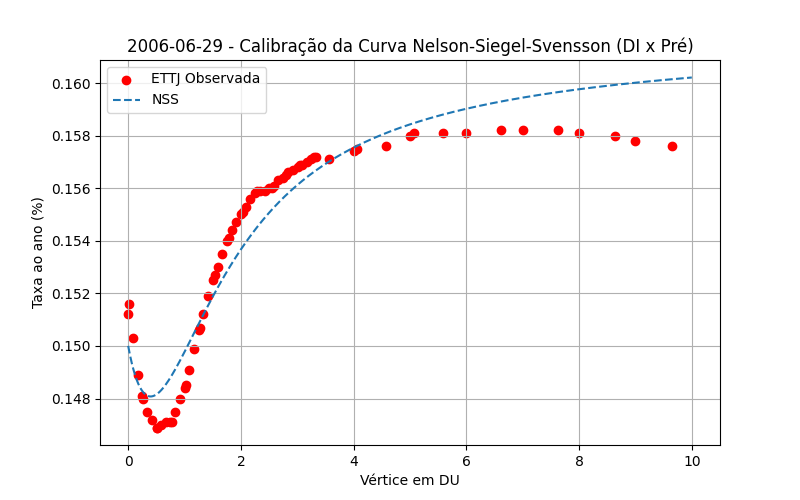 2006-06-29 - Calibração da Curva Nelson-Siegel-Svensson (DI x Pré)
ETTJ Observada
NSS
Taxa ao ano (%)
0.160
0.158
0.156
0.154
0.152
0.150
0.148
0 2 4 6 8 10
Vértice em DU